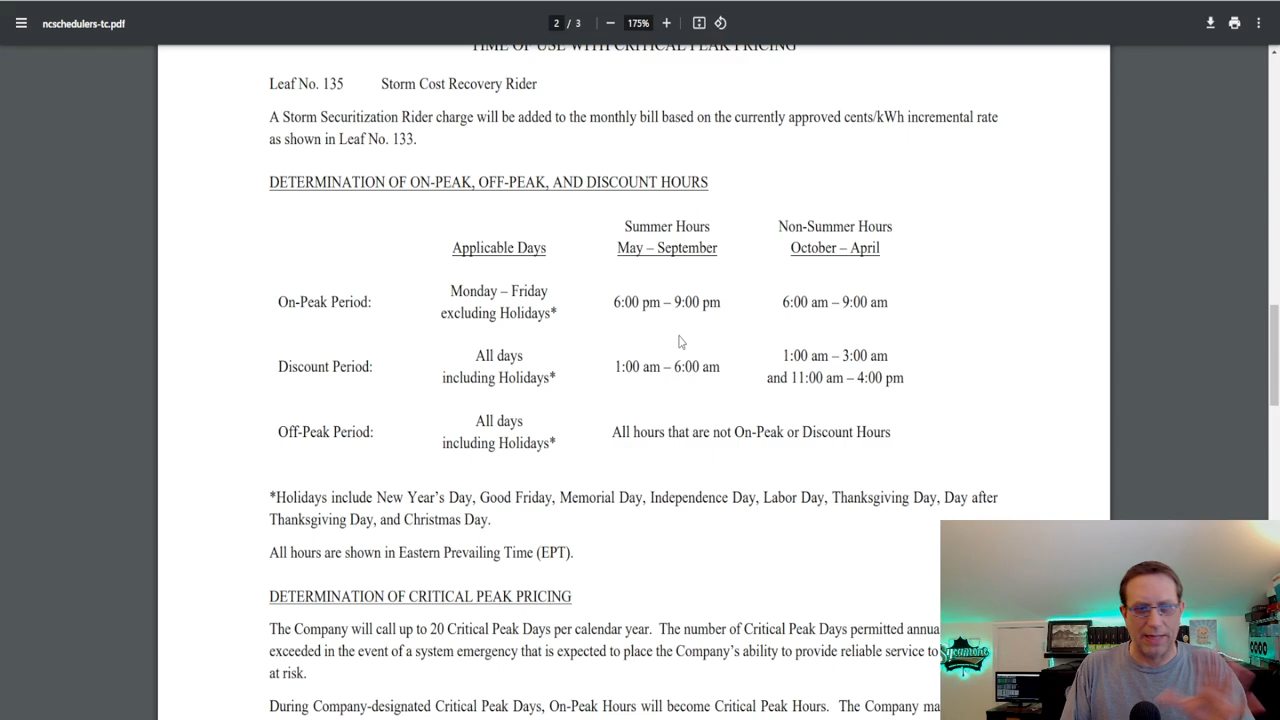 ncschedulers-tc.pdf
2 / 3
175%
TIME OF USE WITH CRITICAL PEAK PRICING
Leaf No. 135 Storm Cost Recovery Rider
A Storm Securitization Rider charge will be added to the monthly bill based on the currently approved cents/kWh incremental rate
as shown in Leaf No. 133.
DETERMINATION OF ON-PEAK, OFF-PEAK, AND DISCOUNT HOURS
Summer Hours Non-Summer Hours
Applicable Days May – September October – April
Monday – Friday
On-Peak Period: 6:00 pm – 9:00 pm 6:00 am – 9:00 am
excluding Holidays*
All days 1:00 am – 3:00 am
Discount Period: 1:00 am – 6:00 am
including Holidays* and 11:00 am – 4:00 pm
All days
Off-Peak Period: All hours that are not On-Peak or Discount Hours
including Holidays*
*Holidays include New Year's Day, Good Friday, Memorial Day, Independence Day, Labor Day, Thanksgiving Day, Day after
Thanksgiving Day, and Christmas Day.
All hours are shown in Eastern Prevailing Time (EPT).
DETERMINATION OF CRITICAL PEAK PRICING
The Company will call up to 20 Critical Peak Days per calendar year. The number of Critical Peak Days permitted
exceeded in the event of a system emergency that is expected to place the Company's ability to provide reliable service to
at risk.
During Company-designated Critical Peak Days, On-Peak Hours will become Critical Peak Hours. The Company